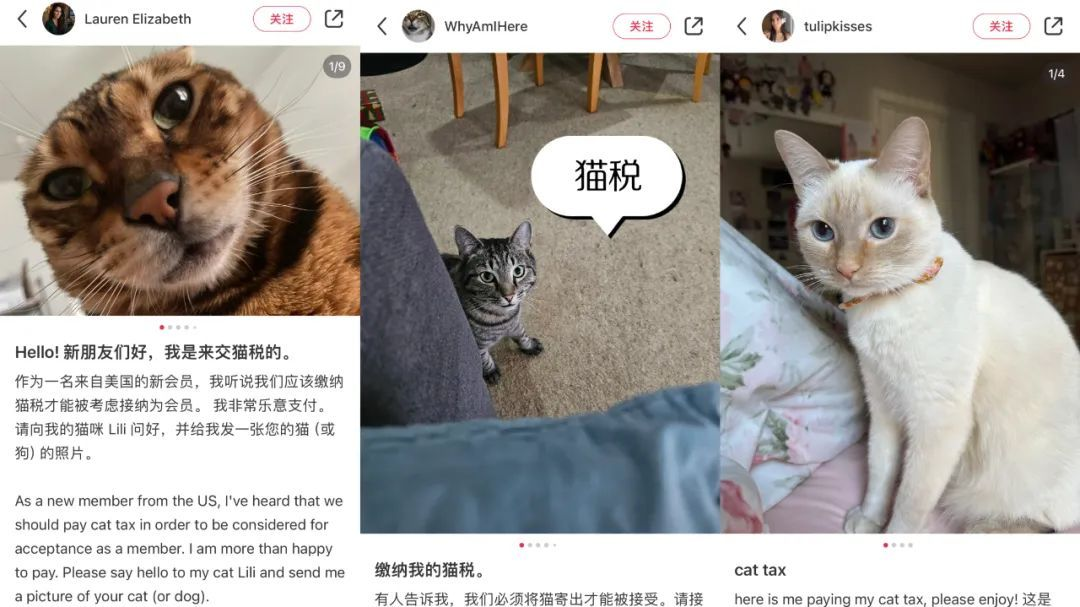 Lauren Elizabeth
关注
1/9
Hello! 新朋友们好，我是来交猫税的。
作为一名来自美国的新会员，我听说我们应该缴纳
猫税才能被考虑接纳为会员。 我非常乐意支付。
请向我的猫咪 Lili 问好，并给我发一张您的猫 (或
狗) 的照片。
As a new member from the US, I've heard that we
should pay cat tax in order to be considered for
acceptance as a member. I am more than happy
to pay. Please say hello to my cat Lili and send me
a picture of your cat (or dog).
WhyAmIHere
关注
猫税
缴纳我的猫税。
有人告诉我，我们必须将猫寄出才能被接受。请接
tulipkisses
关注
1/4
cat tax
here is me paying my cat tax, please enjoy! 这是